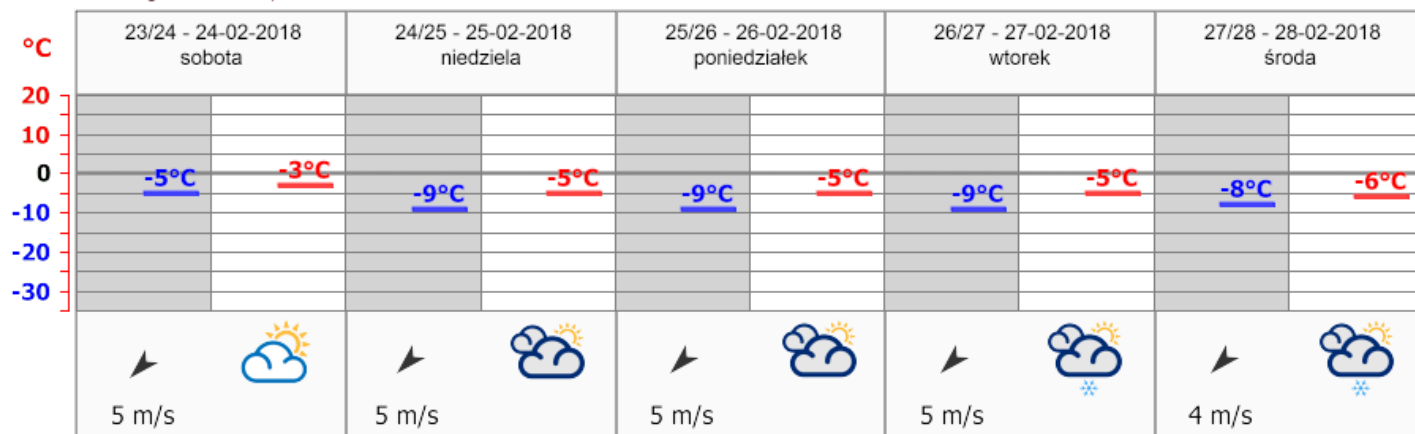 23/24 - 24-02-2018
sobota
24/25 - 25-02-2018
niedziela
25/26 - 26-02-2018
poniedziałek
26/27 - 27-02-2018
wtorek
27/28 - 28-02-2018
środa
°C
20
10
0
-10
-20
-30
-5°C
-3°C
-9°C
-5°C
-9°C
-5°C
-9°C
-5°C
-8°C
-6°C
5 m/s
5 m/s
5 m/s
5 m/s
4 m/s